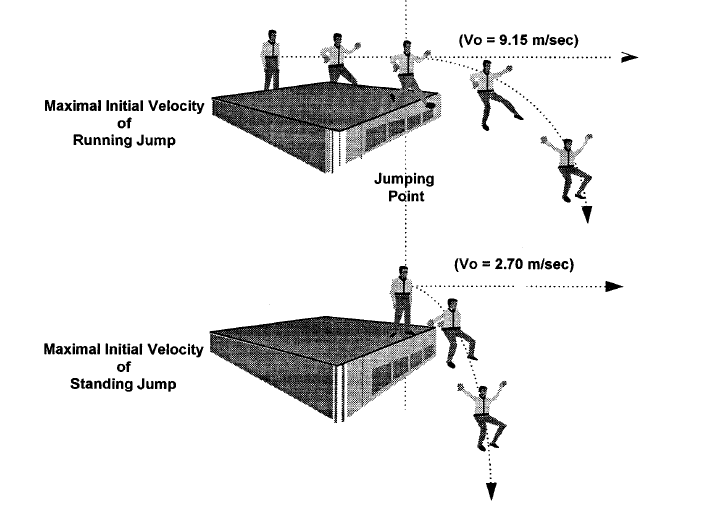 (Vo = 9.15 m/sec)
Maximal Initial Velocity
of
Running Jump
Jumping
Point
(Vo = 2.70 m/sec)
Maximal Initial Velocity
of
Standing Jump